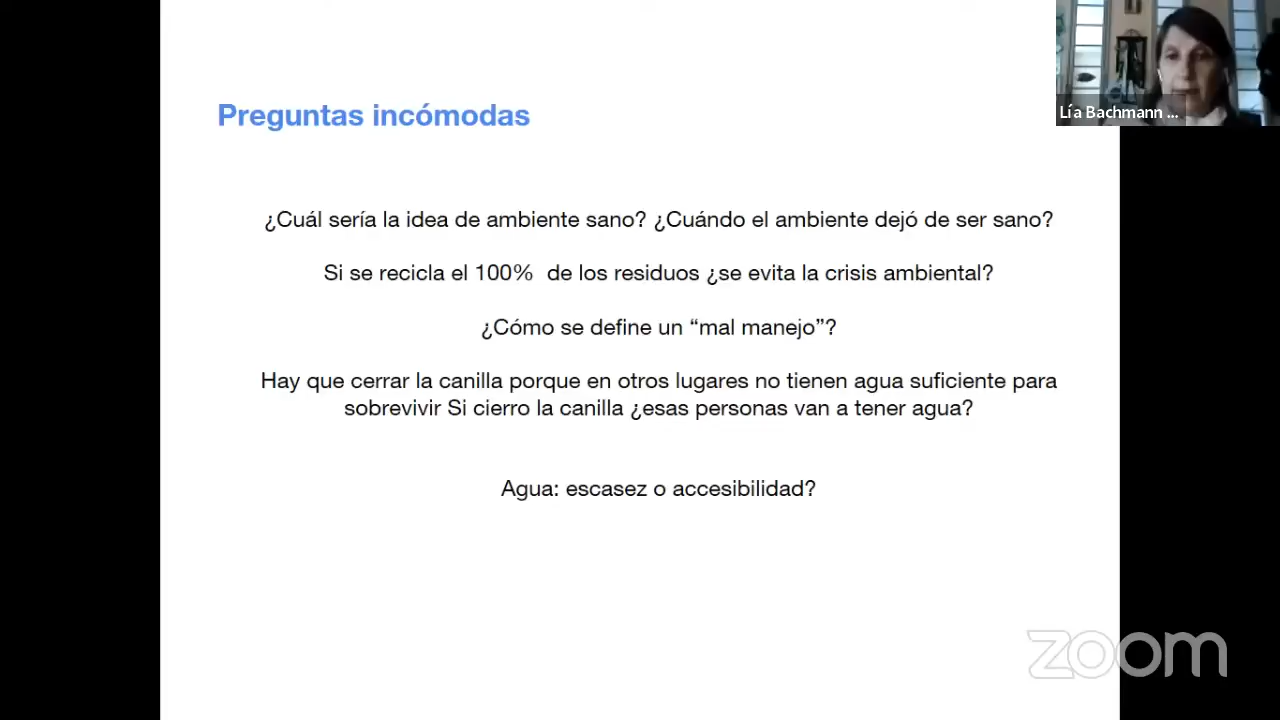 Preguntas incómodas
Lía Bachmann ...
¿Cuál sería la idea de ambiente sano? ¿Cuándo el ambiente dejó de ser sano?
Si se recicla el 100%  de los residuos ¿se evita la crisis ambiental?
¿Cómo se define un “mal manejo”?
Hay que cerrar la canilla porque en otros lugares no tienen agua suficiente para
sobrevivir Si cierro la canilla ¿esas personas van a tener agua?
Agua: escasez o accesibilidad?
zoom